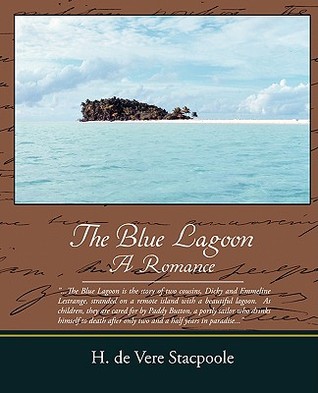 The Blue Lagoon
A Romance
"...The Blue Lagoon is the story of two cousins, Dicky and Emmeline
Lestrange, stranded on a remote island with a beautiful lagoon. As
children, they are cared for by Paddy Button, a portly sailor who drinks
himself to death after only two and a half years in paradise...
H. de Vere Stacpoole